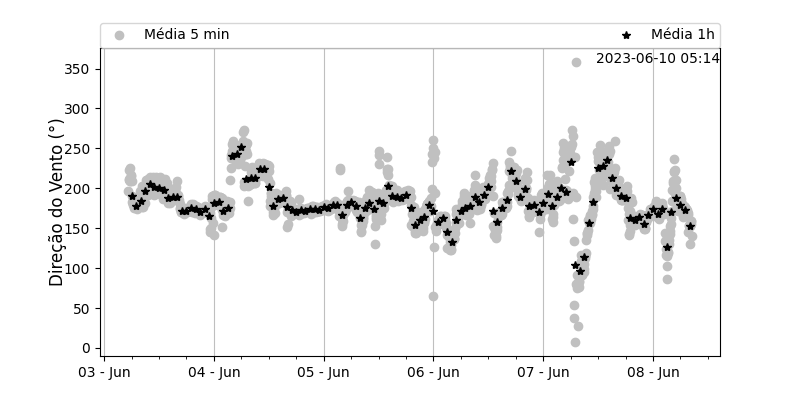 Média 5 min
Média 1h
2023-06-10 05:14
Direção do Vento (°)
350
300
250
200
150
100
50
0
03 - Jun
04 - Jun
05 - Jun
06 - Jun
07 - Jun
08 - Jun